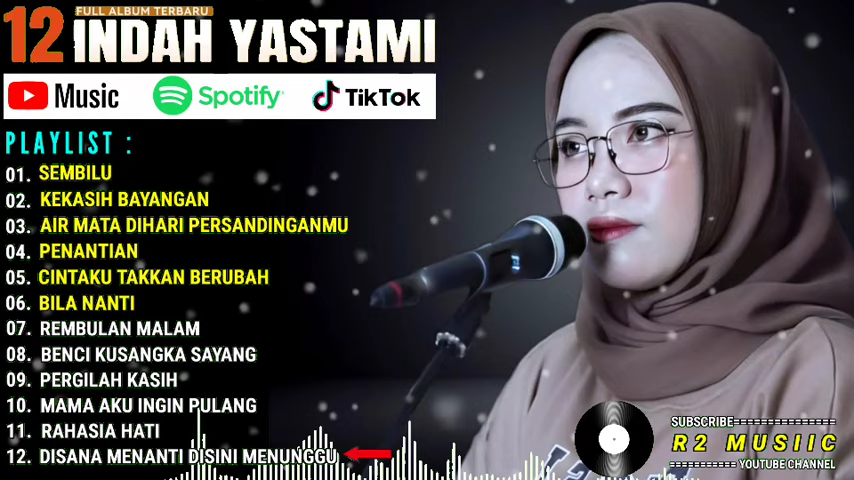 12 FULL ALBUM TERBARU
INDAH YASTAMI
Music Spotify TikTok
PLAYLIST :
01. SEMBILU
02. KEKASIH BAYANGAN
03. AIR MATA DIHARI PERSANDINGANMU
04. PENANTIAN
05. CINTAKU TAKKAN BERUBAH
06. BILA NANTI
07. REMBULAN MALAM
08. BENCI KUSANGKA SAYANG
09. PERGILAH KASIH
10. MAMA AKU INGIN PULANG
11. RAHASIA HATI
12. DISANA MENANTI DISINI MENUNGGU
SUBSCRIBE
R2 MUSIIC
YOUTUBE CHANNEL